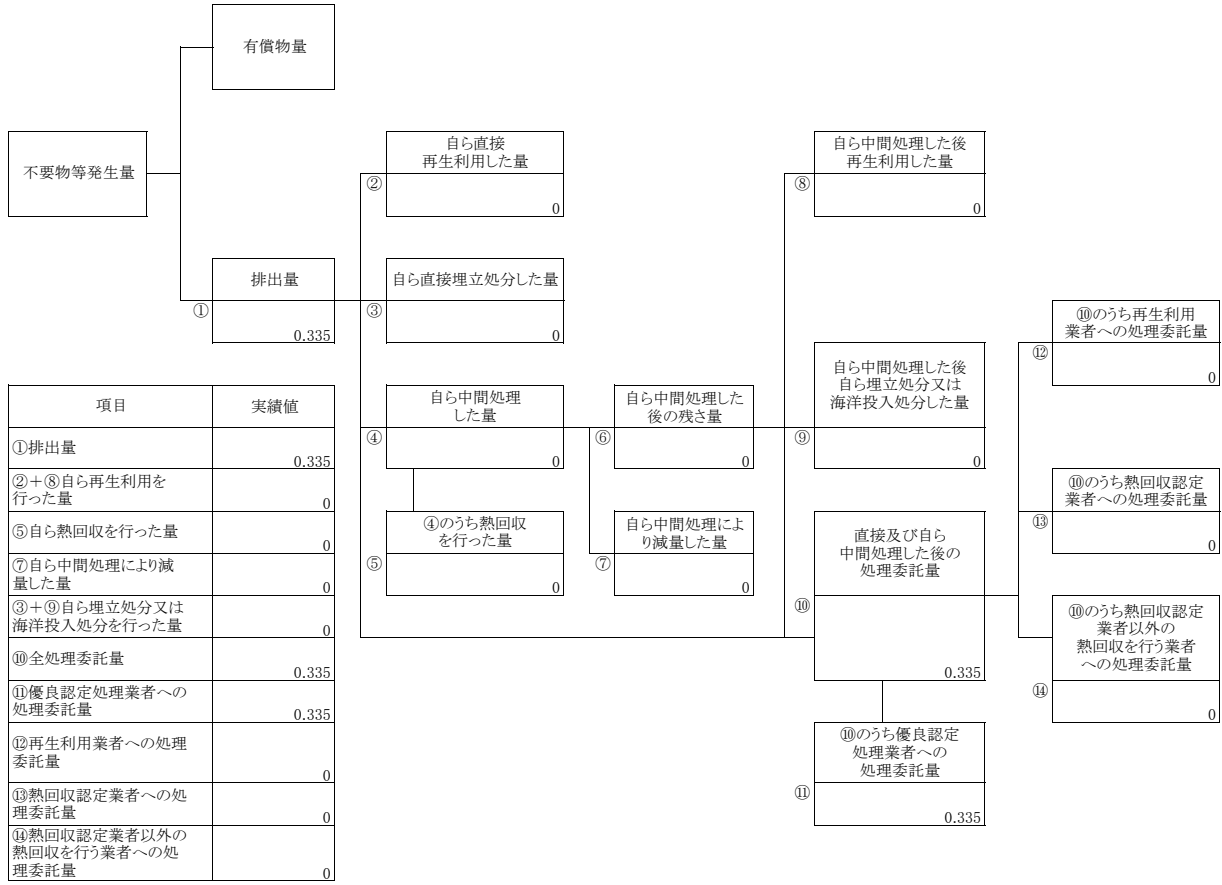 有償物量
不要物等発生量
自ら直接
再生利用した量
②
0
自ら中間処理した後
再生利用した量
⑧
0
排出量
①
0.335
自ら直接埋立処分した量
③
0
⑩のうち再生利用
業者への処理委託量
⑫
0
自ら中間処理
した量
④
0
自ら中間処理した
後の残さ量
⑥
0
自ら中間処理した後
自ら埋立処分又は
海洋投入処分した量
⑨
0
⑩のうち熱回収認定
業者への処理委託量
⑬
0
④のうち熱回収
を行った量
⑤
0
自ら中間処理によ
り減量した量
⑦
0
直接及び自ら
中間処理した後の
処理委託量
⑩
0.335
⑩のうち熱回収認定
業者以外の
熱回収を行う業者
への処理委託量
⑭
0
⑩のうち優良認定
処理業者への
処理委託量
⑪
0.335
項目 実績値
①排出量
0.335
②+⑧自ら再生利用を
行った量
0
⑤自ら熱回収を行った量
0
⑦自ら中間処理により減
量した量
0
③+⑨自ら埋立処分又は
海洋投入処分を行った量
0
⑩全処理委託量
0.335
⑪優良認定処理業者への
処理委託量
0.335
⑫再生利用業者への処理
委託量
0
⑬熱回収認定業者への処
理委託量
0
⑭熱回収認定業者以外の
熱回収を行う業者への処
理委託量
0